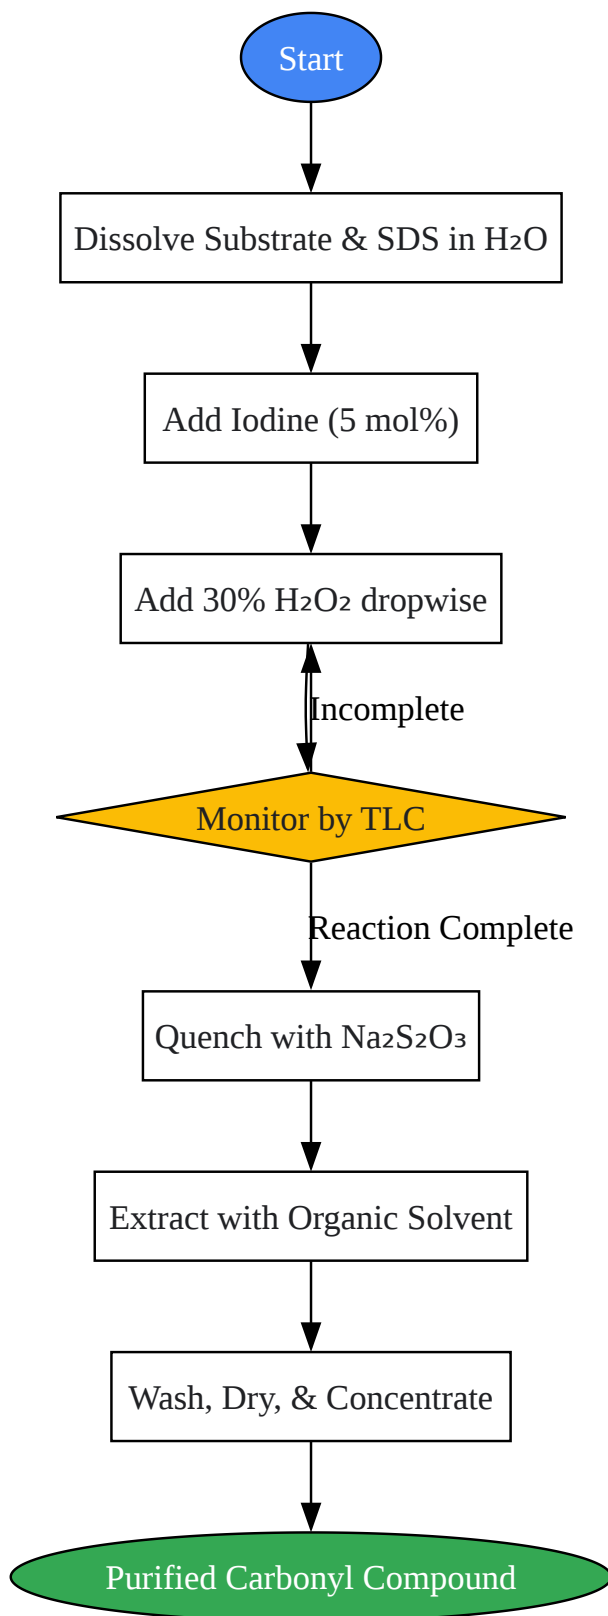 Start
Dissolve Substrate & SDS in H₂O
Add Iodine (5 mol%)
Add 30% H₂O₂ dropwise
Incomplete
Monitor by TLC
Reaction Complete
Quench with Na₂S₂O₃
Extract with Organic Solvent
Wash, Dry, & Concentrate
Purified Carbonyl Compound